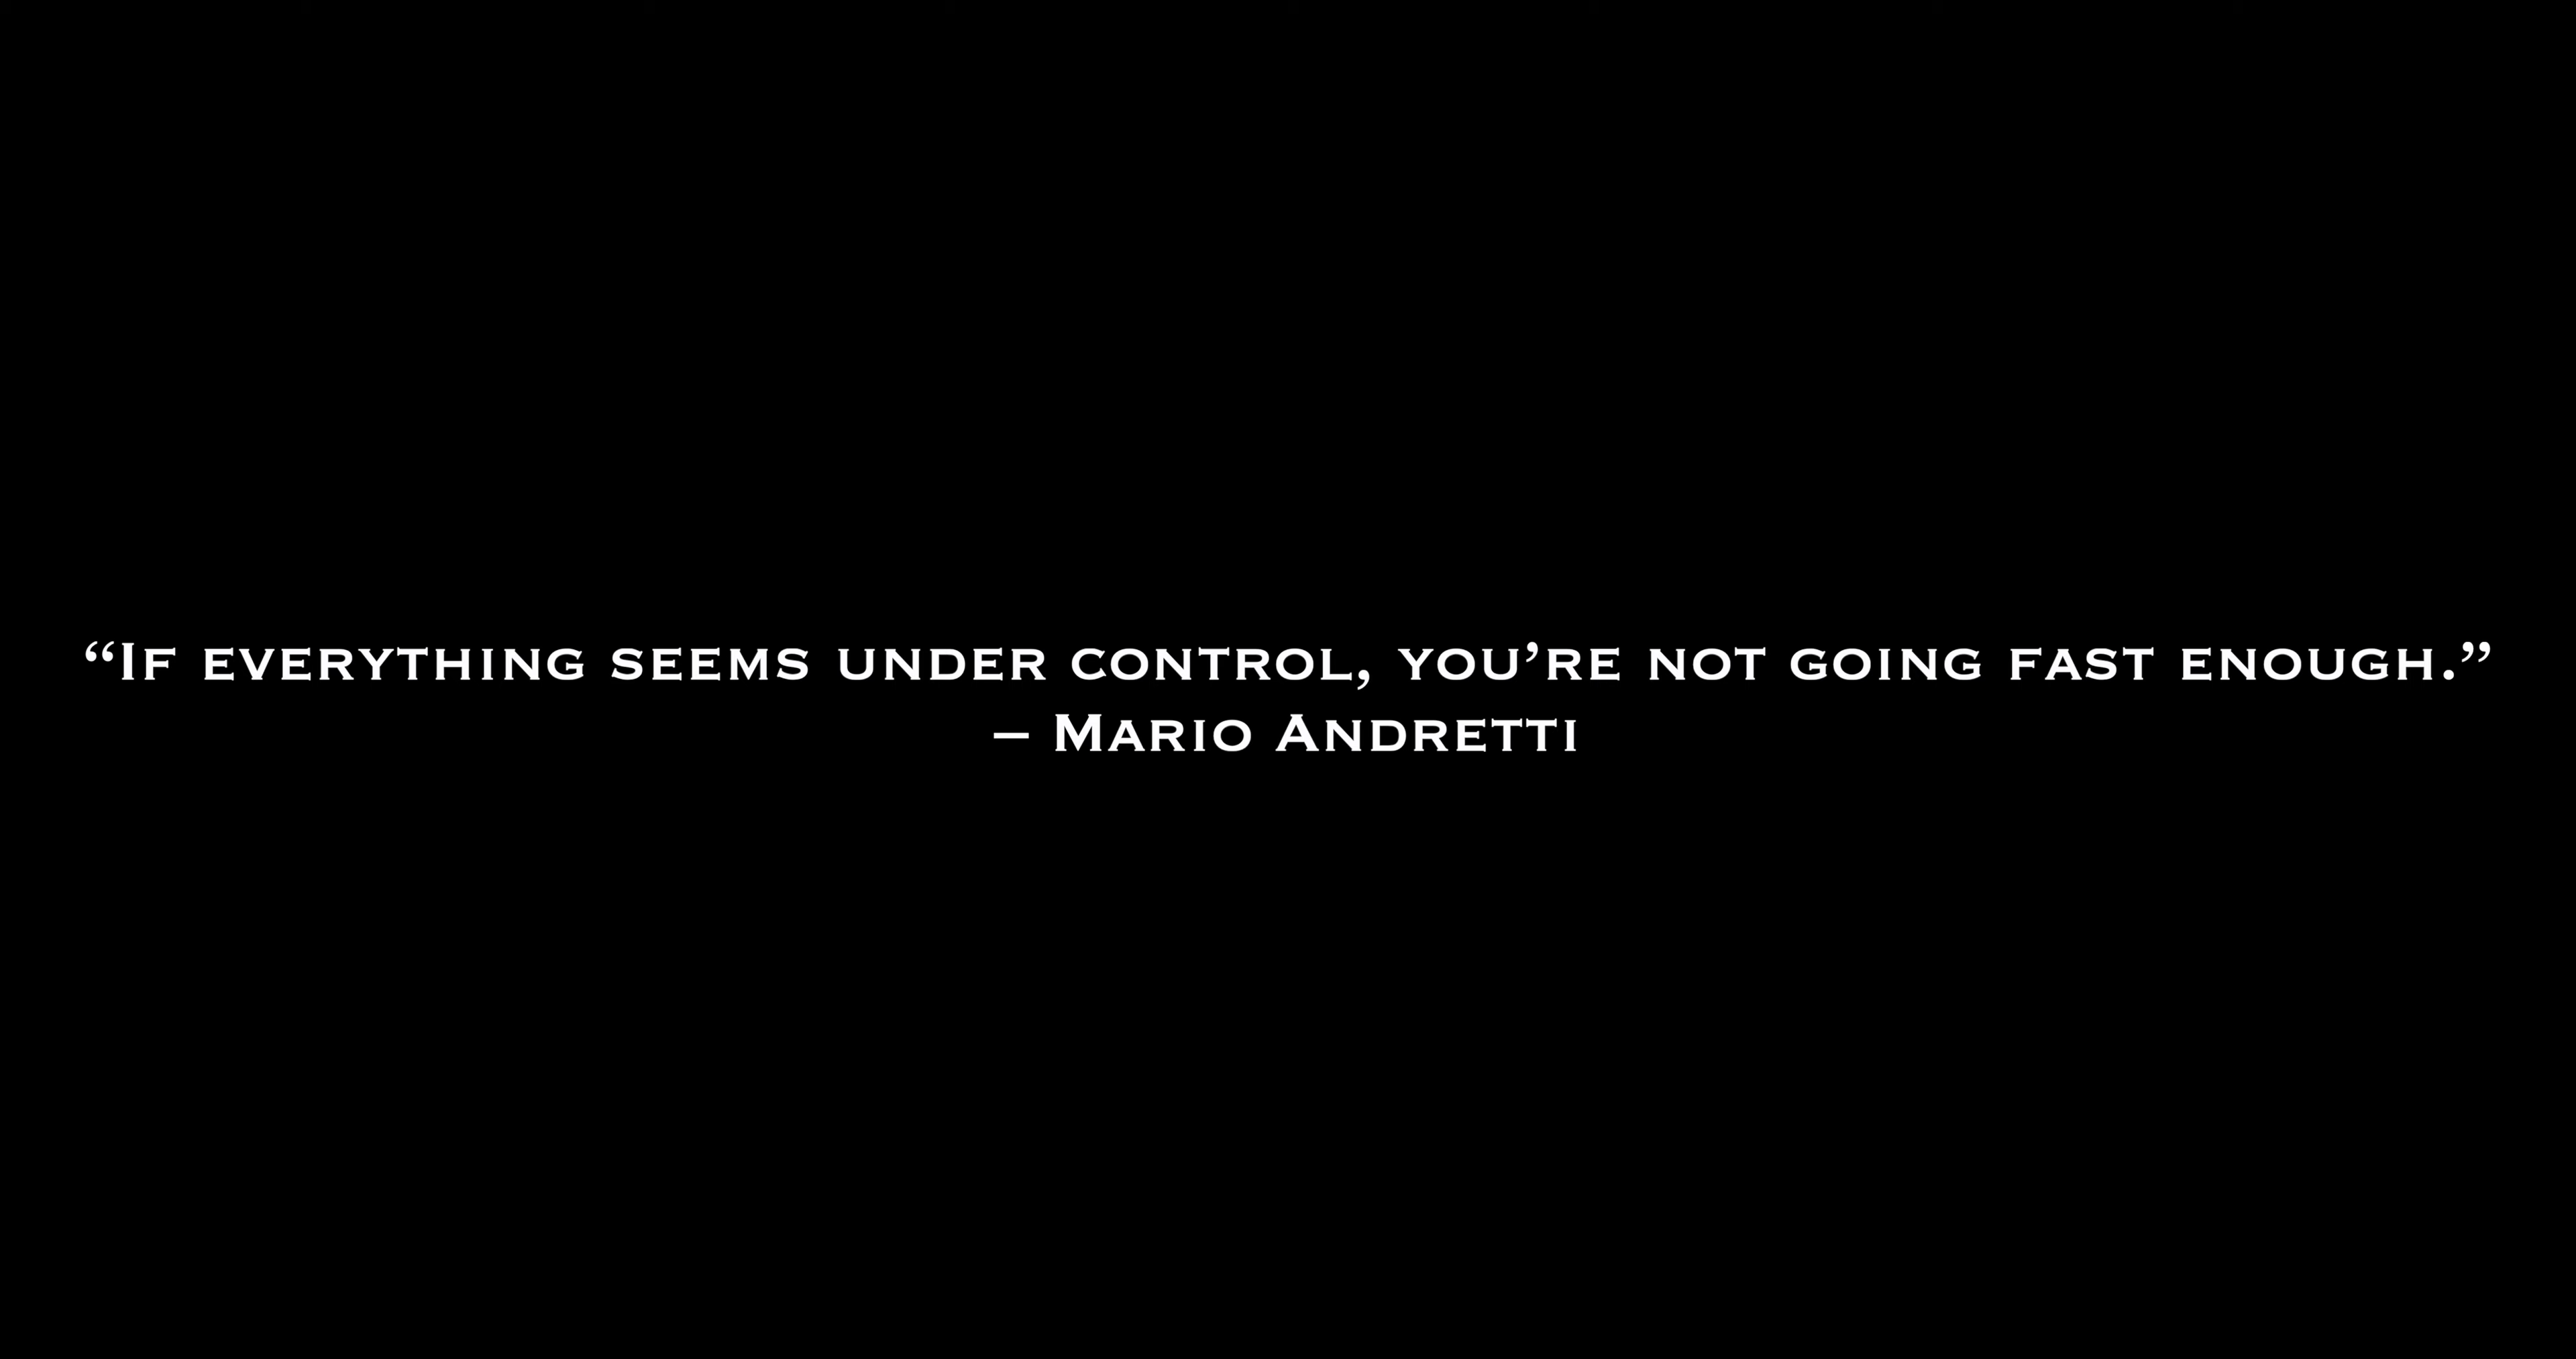 “If everything seems under control, you’re not going fast enough.”
– Mario Andretti